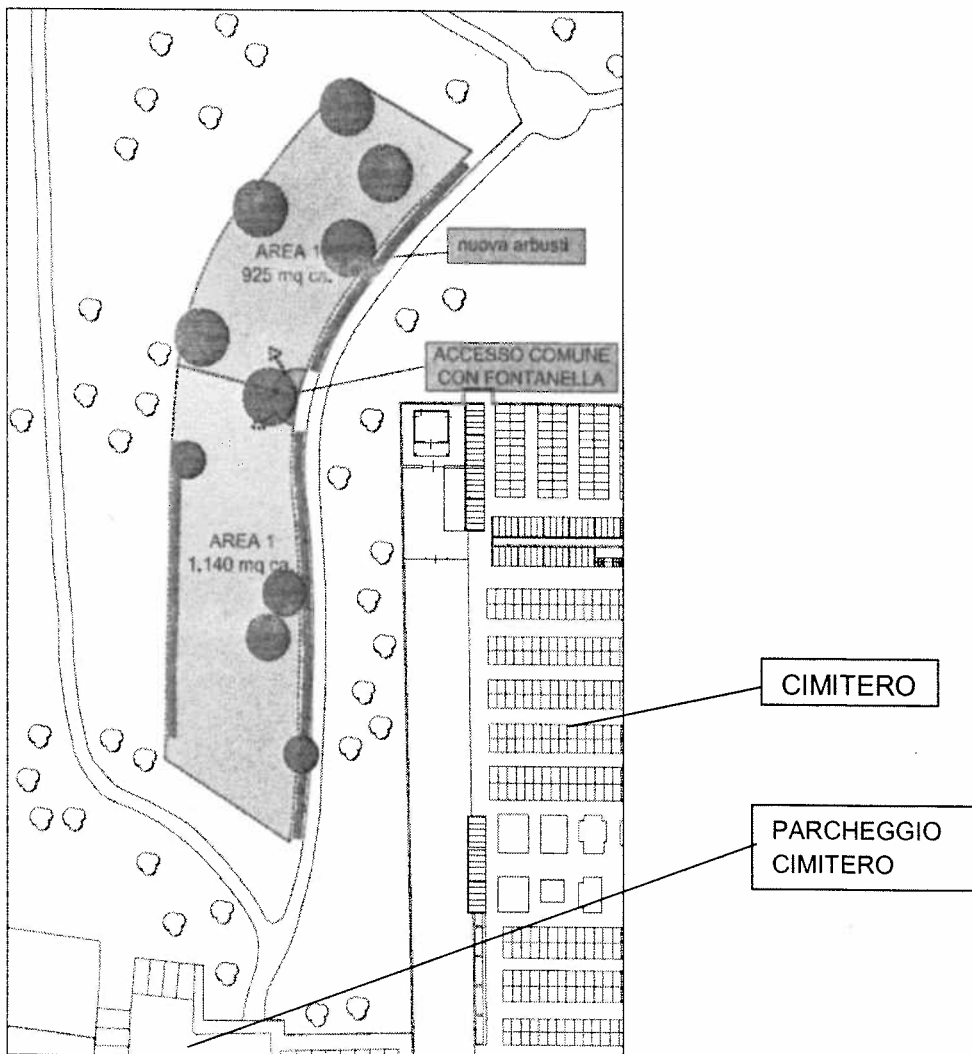 AREA 1
925 mq ca.
nuova arbusti
ACCESSO COMUNE
CON FONTANELLA
AREA 1
1.140 mq ca.
CIMITERO
PARCHEGGIO
CIMITERO